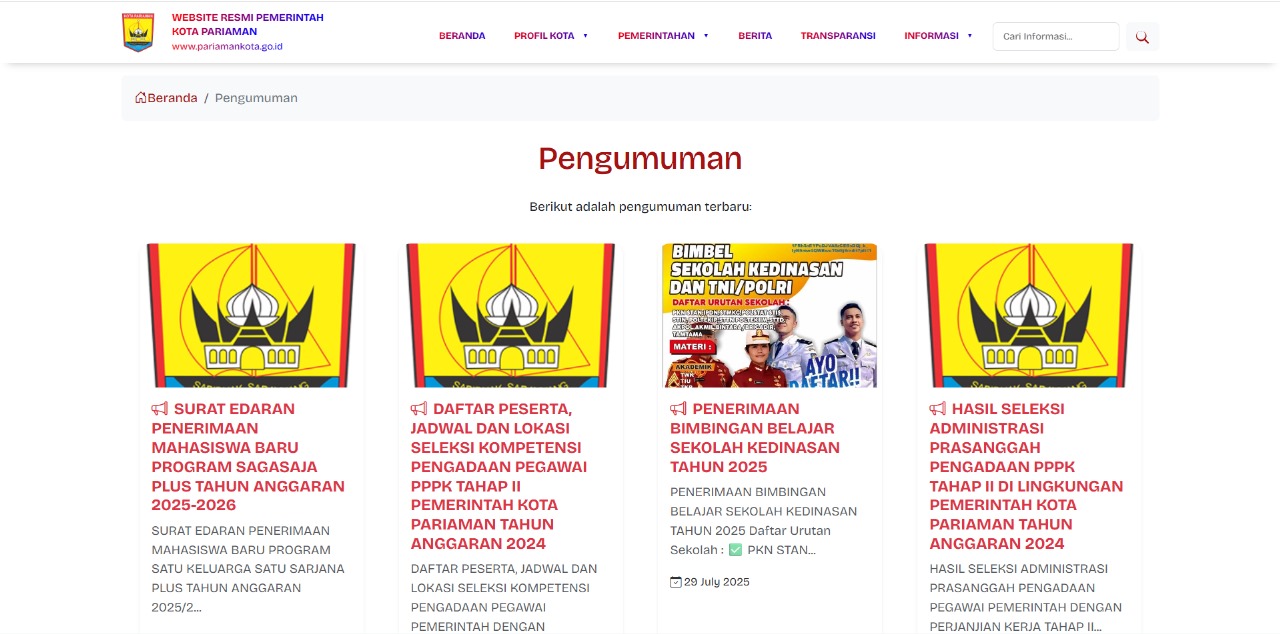 WEBSITE RESMI PEMERINTAH
KOTA PARIAMAN
www.pariamankota.go.id
BERANDA
PROFIL KOTA
PEMERINTAHAN
BERITA
TRANSPARANSI
INFORMASI
Cari Informasi...
Beranda / Pengumuman
Pengumuman
Berikut adalah pengumuman terbaru:
SURAT EDARAN
PENERIMAAN
MAHASISWA BARU
PROGRAM SAGASAJA
PLUS TAHUN ANGGARAN
2025-2026
SURAT EDARAN PENERIMAAN
MAHASISWA BARU PROGRAM
SATU KELUARGA SATU SARJANA
PLUS TAHUN ANGGARAN
2025/2...
DAFTAR PESERTA,
JADWAL DAN LOKASI
SELEKSI KOMPETENSI
PENGADAAN PEGAWAI
PPPK TAHAP II
PEMERINTAH KOTA
PARIAMAN TAHUN
ANGGARAN 2024
DAFTAR PESERTA, JADWAL DAN
LOKASI SELEKSI KOMPETENSI
PENGADAAN PEGAWAI
PEMERINTAH DENGAN
BIMBEL
SEKOLAH KEDINASAN
DAN TNI/POLRI
DAFTAR URUTAN SEKOLAH :
MATERI :
AKADEMIK
TWK
TIU
AYO
DAFTAR!!
PENERIMAAN
BIMBINGAN BELAJAR
SEKOLAH KEDINASAN
TAHUN 2025
PENERIMAAN BIMBINGAN
BELAJAR SEKOLAH KEDINASAN
TAHUN 2025 Daftar Urutan
Sekolah : ✅ PKN STAN...
29 July 2025
HASIL SELEKSI
ADMINISTRASI
PRASANGGAH
PENGADAAN PPPK
TAHAP II DI LINGKUNGAN
PEMERINTAH KOTA
PARIAMAN TAHUN
ANGGARAN 2024
HASIL SELEKSI ADMINISTRASI
PRASANGGAH PENGADAAN
PEGAWAI PEMERINTAH DENGAN
PERJANJIAN KERJA TAHAP II...